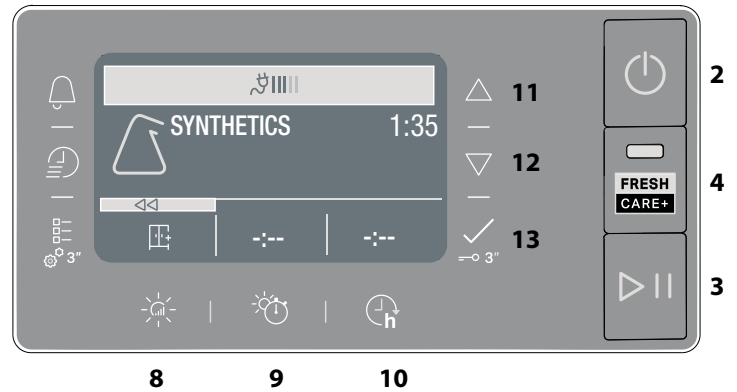 2
11
SYNTHETICS 1:35
12
FRESH
CARE+
4
-:-- -:--
3"
3"
13
3
h
8 9 10